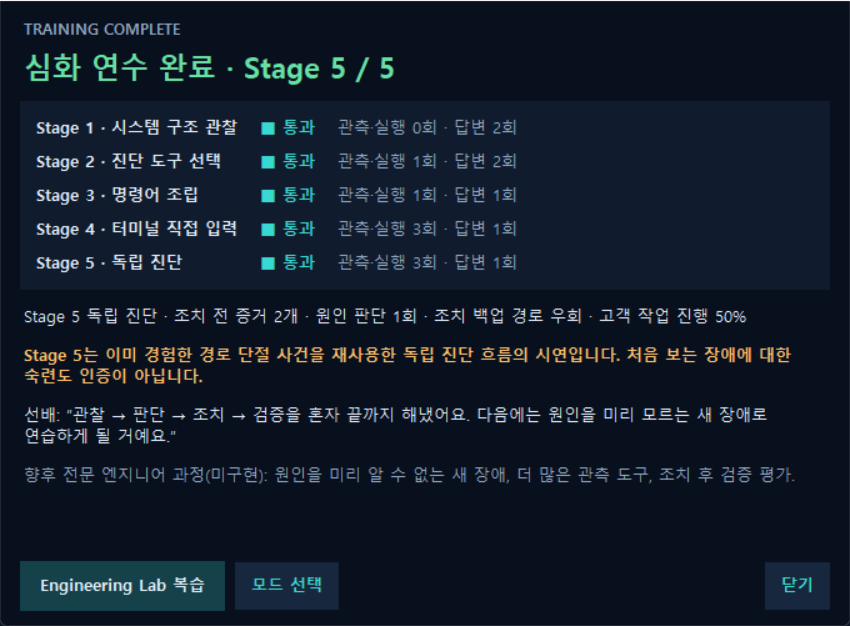 TRAINING COMPLETE
심화 연수 완료 · Stage 5 / 5
Stage 1 · 시스템 구조 관찰 ■ 통과 관측·실행 0회 · 답변 2회
Stage 2 · 진단 도구 선택 ■ 통과 관측·실행 1회 · 답변 2회
Stage 3 · 명령어 조립 ■ 통과 관측·실행 1회 · 답변 1회
Stage 4 · 터미널 직접 입력 ■ 통과 관측·실행 3회 · 답변 1회
Stage 5 · 독립 진단 ■ 통과 관측·실행 3회 · 답변 1회
Stage 5 독립 진단 · 조치 전 증거 2개 · 원인 판단 1회 · 조치 백업 경로 우회 · 고객 작업 진행 50%
Stage 5는 이미 경험한 경로 단절 사건을 재사용한 독립 진단 흐름의 시연입니다. 처음 보는 장애에 대한
숙련도 인증이 아닙니다.
선배: "관찰 → 판단 → 조치 → 검증을 혼자 끝까지 해냈어요. 다음에는 원인을 미리 모르는 새 장애로
연습하게 될 거예요."
향후 전문 엔지니어 과정(미구현): 원인을 미리 알 수 없는 새 장애, 더 많은 관측 도구, 조치 후 검증 평가.
Engineering Lab 복습 모드 선택 닫기